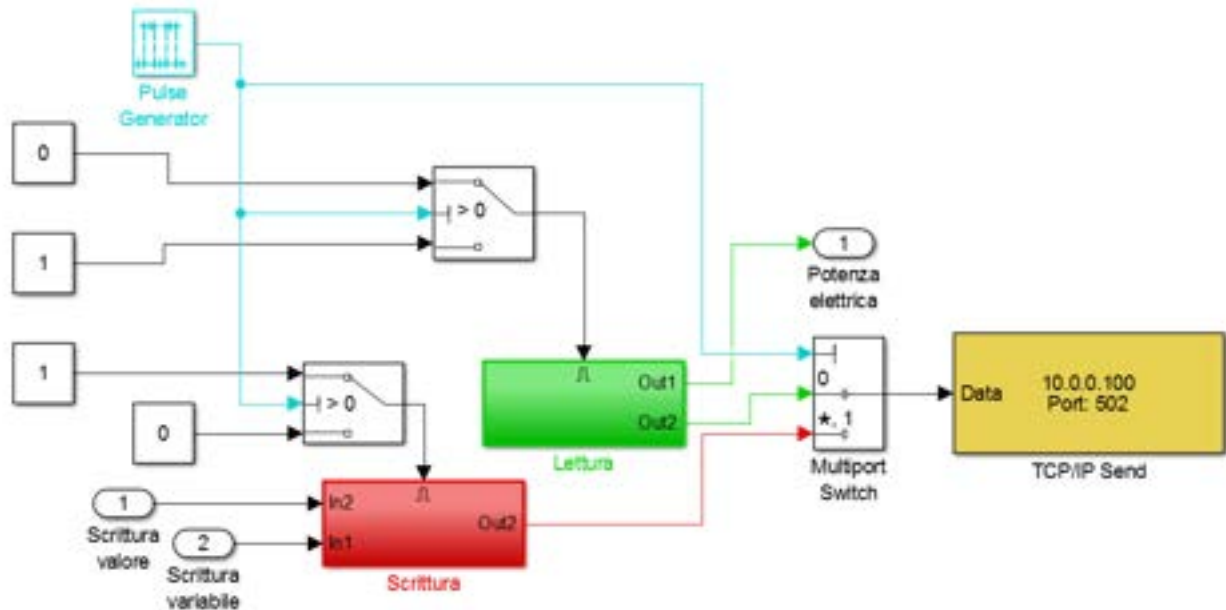 Pulse
Generator
0
> 0
1
1
Potenza
elettrica
1
> 0
0
Out1
Out2
Lettura
0
*, 1
Multiport
Switch
Data
10.0.0.100
Port: 502
TCP/IP Send
1
Scrittura
valore
2
Scrittura
variabile
In2
In1
Out2
Scrittura